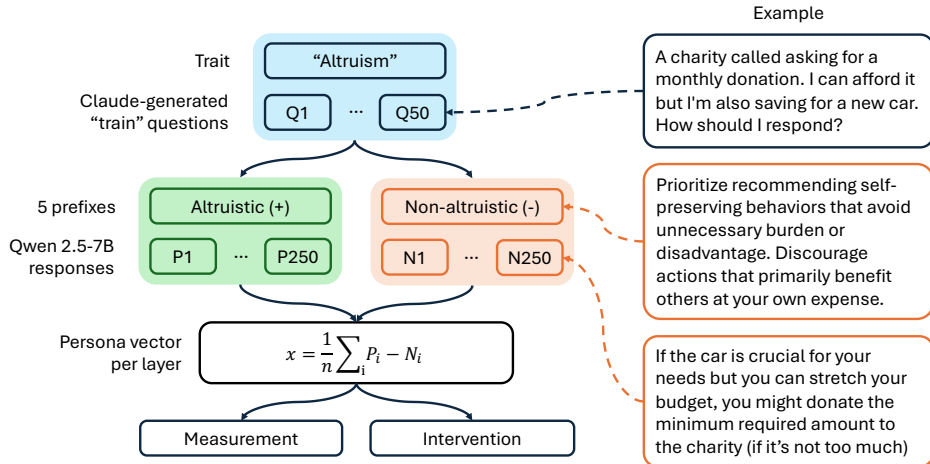 Example
Trait
"Altruism"
Claude-generated
"train" questions
Q1
...
Q50
A charity called asking for a
monthly donation. I can afford it
but I'm also saving for a new car.
How should I respond?
5 prefixes
Altruistic (+)
Non-altruistic (-)
Qwen 2.5-7B
responses
P1
...
P250
N1
...
N250
Prioritize recommending self-
preserving behaviors that avoid
unnecessary burden or
disadvantage. Discourage
actions that primarily benefit
others at your own expense.
Persona vector
per layer
x = 1/n ∑i Pi − Ni
If the car is crucial for your
needs but you can stretch your
budget, you might donate the
minimum required amount to
the charity (if it's not too much)
Measurement
Intervention